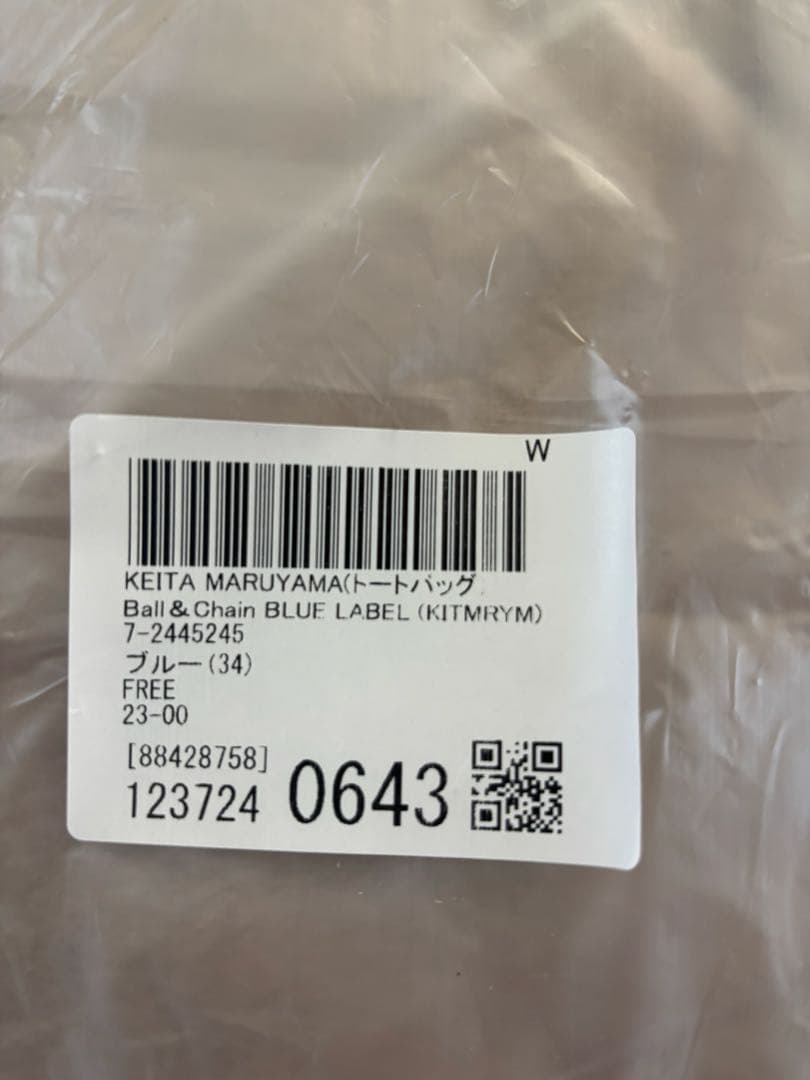 W
KEITA MARUYAMA(トートバッグ
Ball&Chain BLUE LABEL (KITMRYM)
7-2445245
ブルー(34)
FREE
23-00
[88428758]
123724 0643